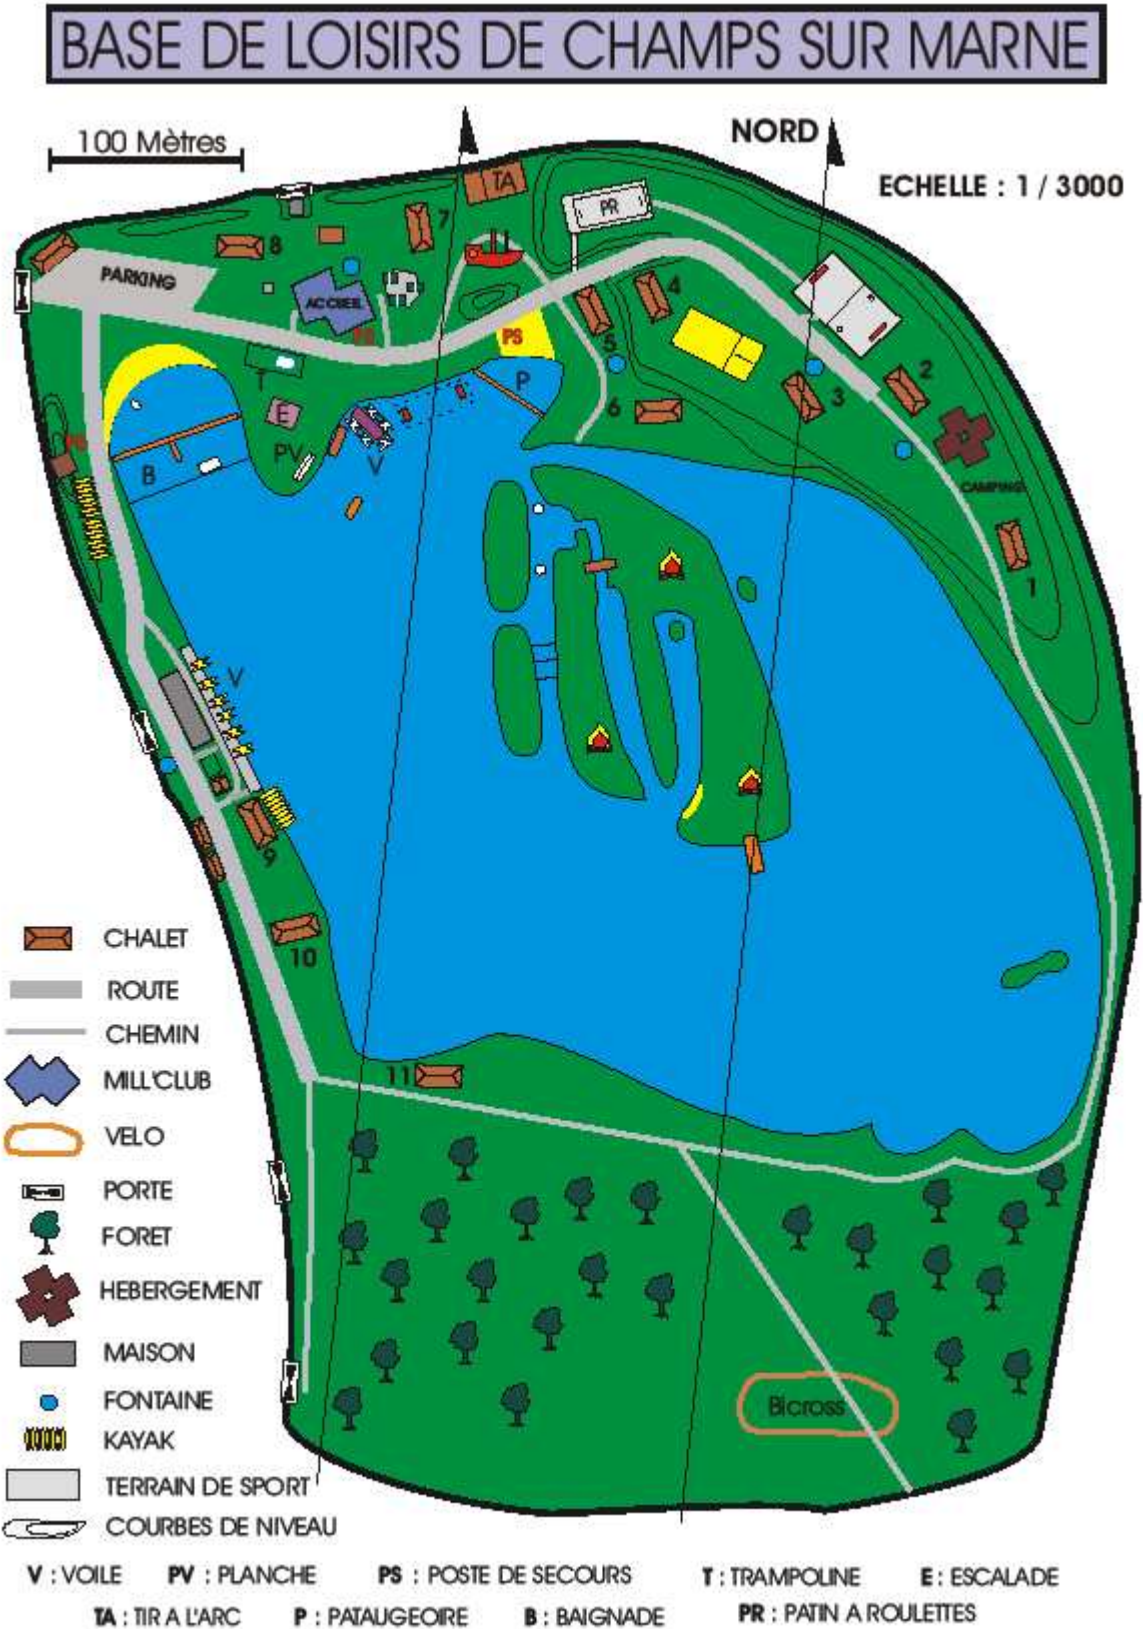 BASE DE LOISIRS DE CHAMPS SUR MARNE
100 Mètres
NORD
ECHELLE : 1 / 3000
TA
PR
7
8
PARKING
ACCUEIL
PS
PS
4
5
6
3
2
T
E
P
PV
V
B
PS
CAMPING
1
V
9
10
11
CHALET
ROUTE
CHEMIN
MILL'CLUB
VELO
PORTE
FORET
HEBERGEMENT
MAISON
FONTAINE
KAYAK
TERRAIN DE SPORT
COURBES DE NIVEAU
Bicross
V : VOILE PV : PLANCHE PS : POSTE DE SECOURS T : TRAMPOLINE E : ESCALADE
TA : TIR A L'ARC P : PATAUGEOIRE B : BAIGNADE PR : PATIN A ROULETTES